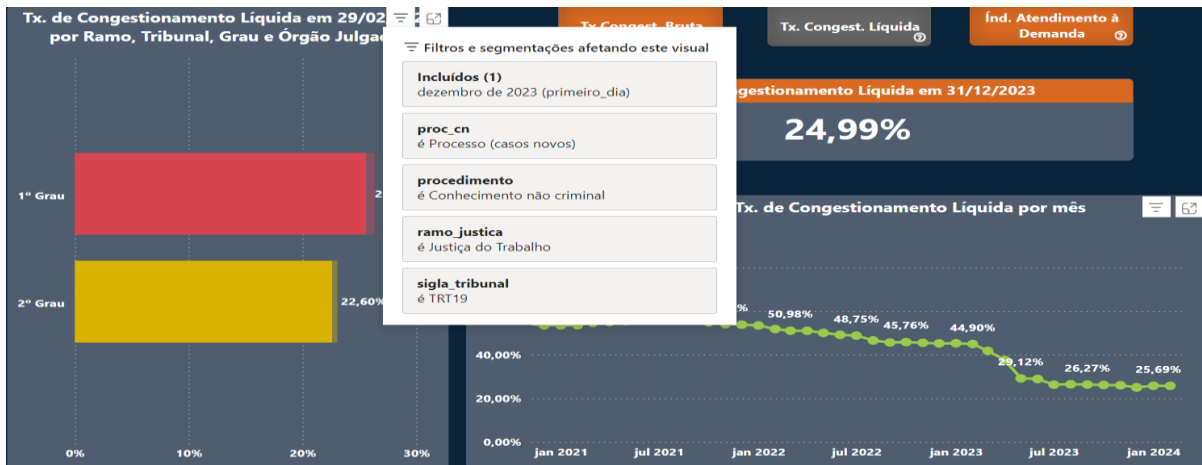 Tx. de Congestionamento Líquida em 29/02
por Ramo, Tribunal, Grau e Órgão
1º Grau
2º Grau
22,60%
0%
10%
20%
30%
Filtros e segmentações afetando este visual
Incluídos (1)
dezembro de 2023 (primeiro_dia)
proc_cn
é Processo (casos novos)
procedimento
é Conhecimento não criminal
ramo_justica
é Justiça do Trabalho
sigla_tribunal
é TRT19
Tx Congest. Bruta
Tx. Congest. Líquida
Índ. Atendimento à
Demanda
Líquida em 31/12/2023
24,99%
Tx. de Congestionamento Líquida por mês
50,98%
48,75%
45,76%
44,90%
29,12%
26,27%
25,69%
40,00%
20,00%
0,00%
jan 2021
jul 2021
jan 2022
jul 2022
jan 2023
jul 2023
jan 2024